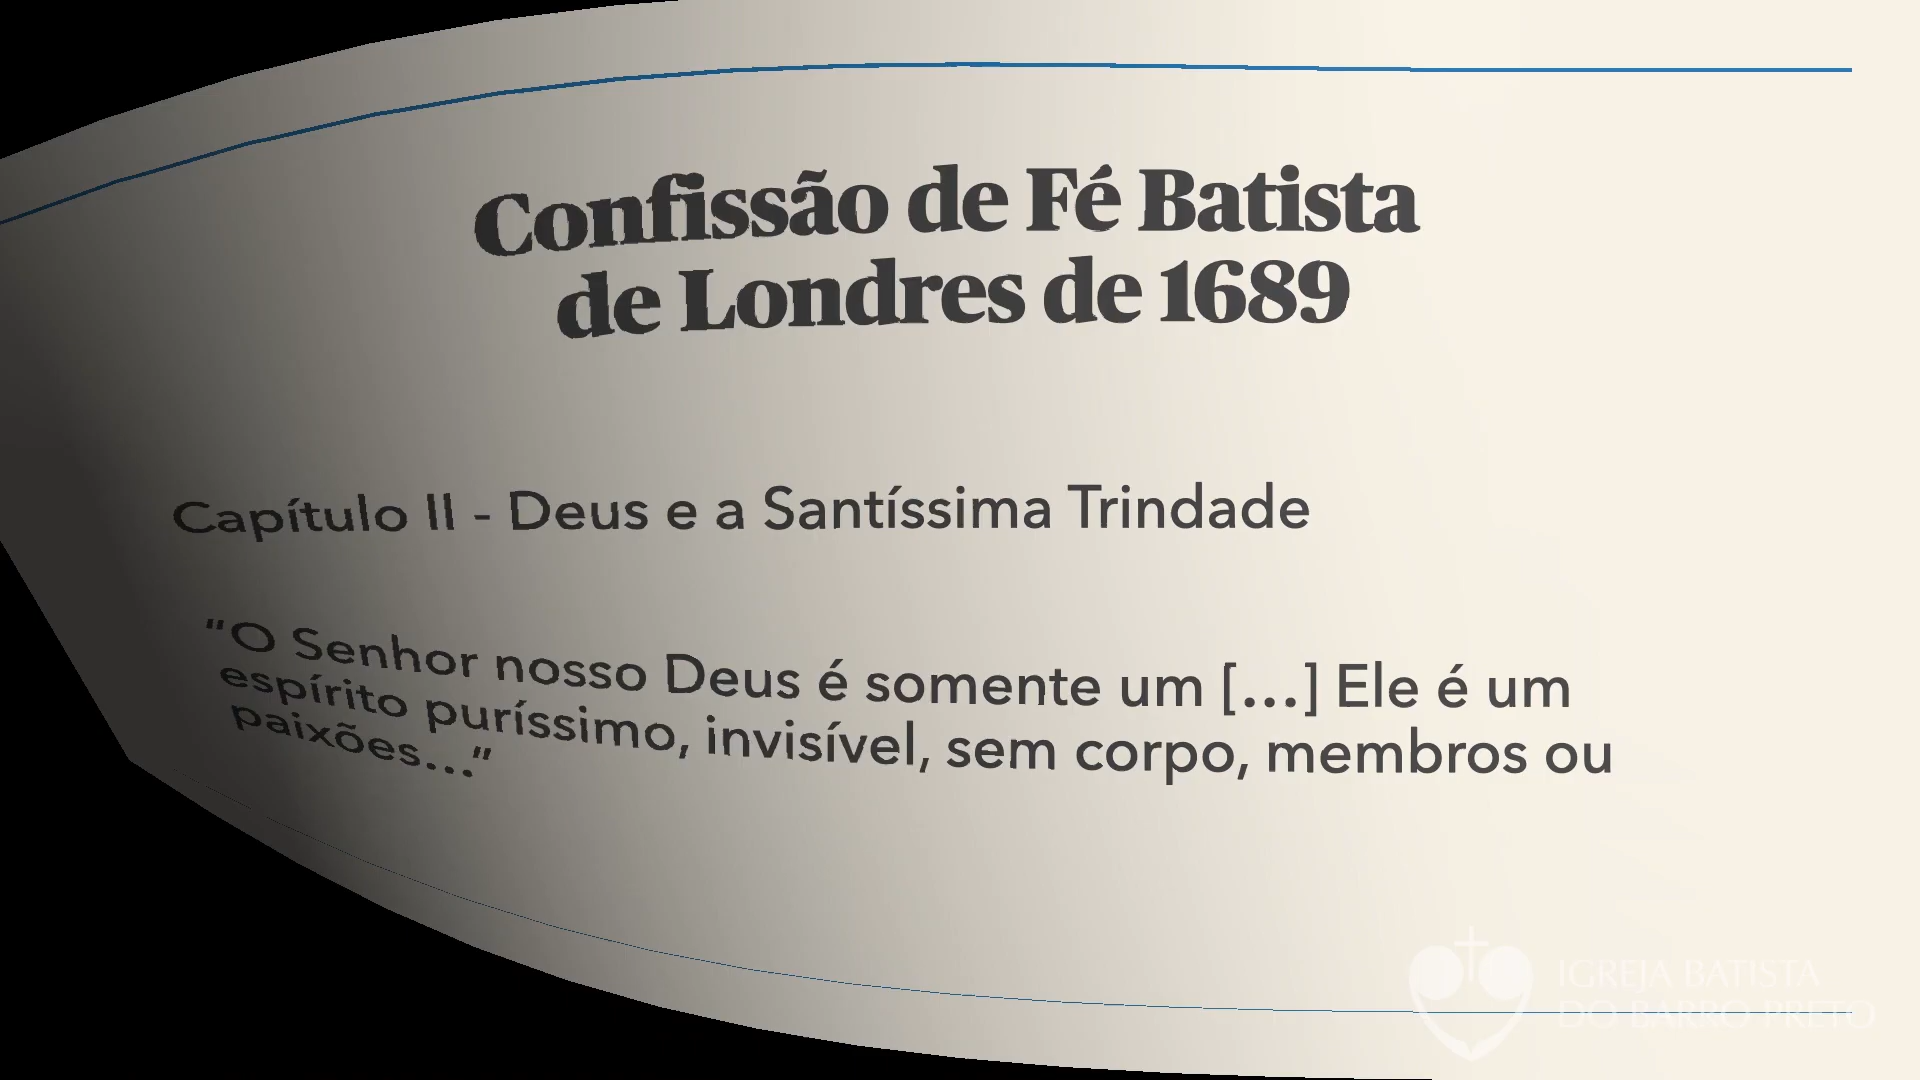 Confissão de Fé Batista
de Londres de 1689
Capítulo II - Deus e a Santíssima Trindade
“O Senhor nosso Deus é somente um [...] Ele é um
espírito puríssimo, invisível, sem corpo, membros ou
paixões...”
IGREJA BATISTA
DO BARRO PRETO